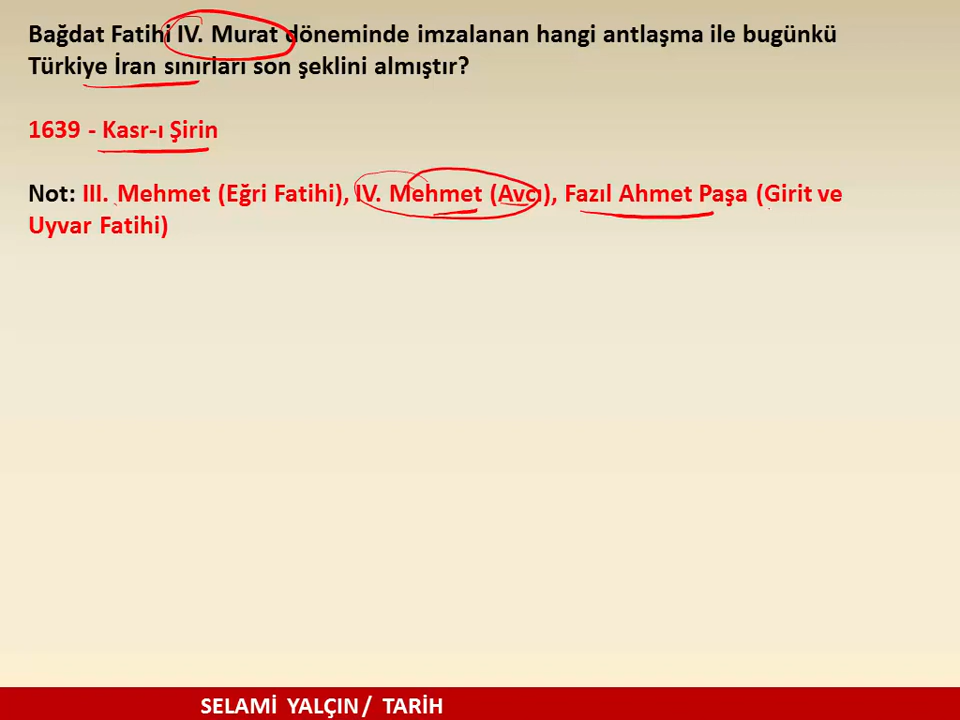 Bağdat Fatihi IV. Murat döneminde imzalanan hangi antlaşma ile bugünkü
Türkiye İran sınırları son şeklini almıştır?
1639 - Kasr-ı Şirin
Not: III. Mehmet (Eğri Fatihi), IV. Mehmet (Avcı), Fazıl Ahmet Paşa (Girit ve
Uyvar Fatihi)
SELAMİ YALÇIN / TARİH